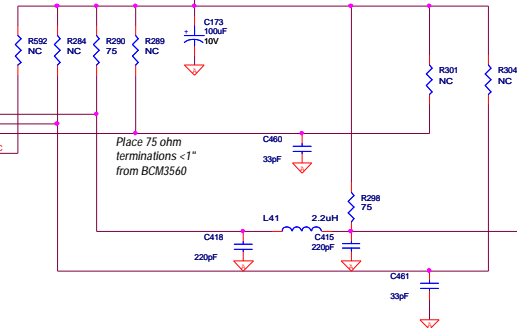 C173
100uF
10V
R592
NC
R284
NC
R290
75
R289
NC
R301
NC
R304
NC
Place 75 ohm
terminations <1"
from BCM3560
C460
33pF
C
R298
75
L41 2.2uH
C418
220pF
C415
220pF
C461
33pF